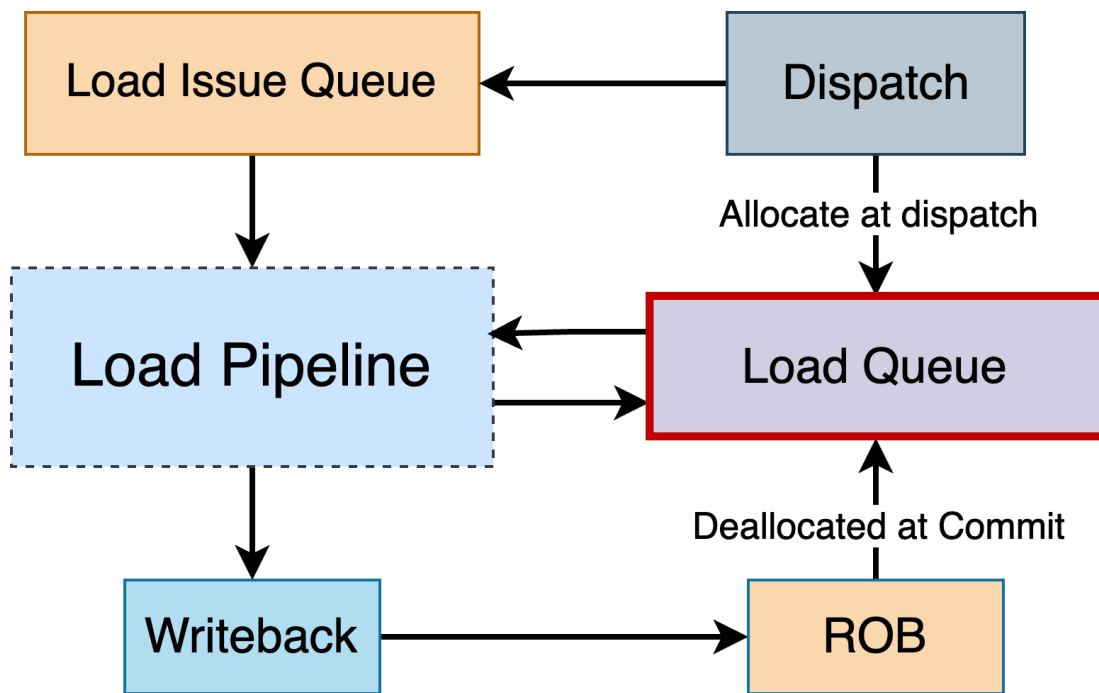 Load Issue Queue
Dispatch
Allocate at dispatch
Load Pipeline
Load Queue
Deallocated at Commit
Writeback
ROB